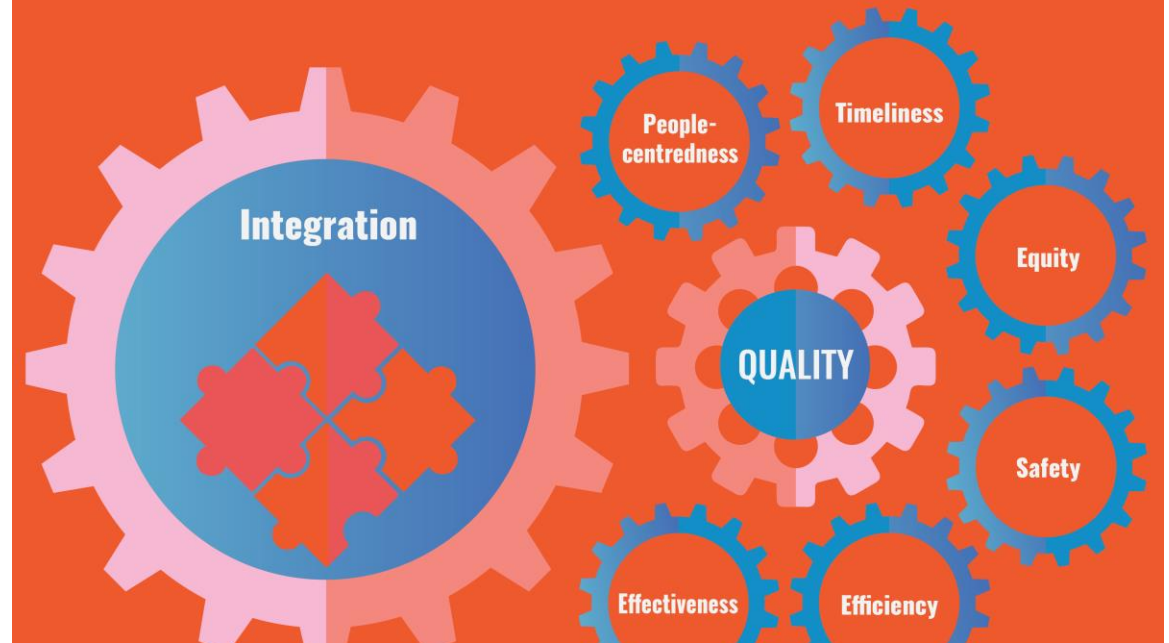 Integration
People-
centredness
Timeliness
Equity
QUALITY
Safety
Effectiveness
Efficiency